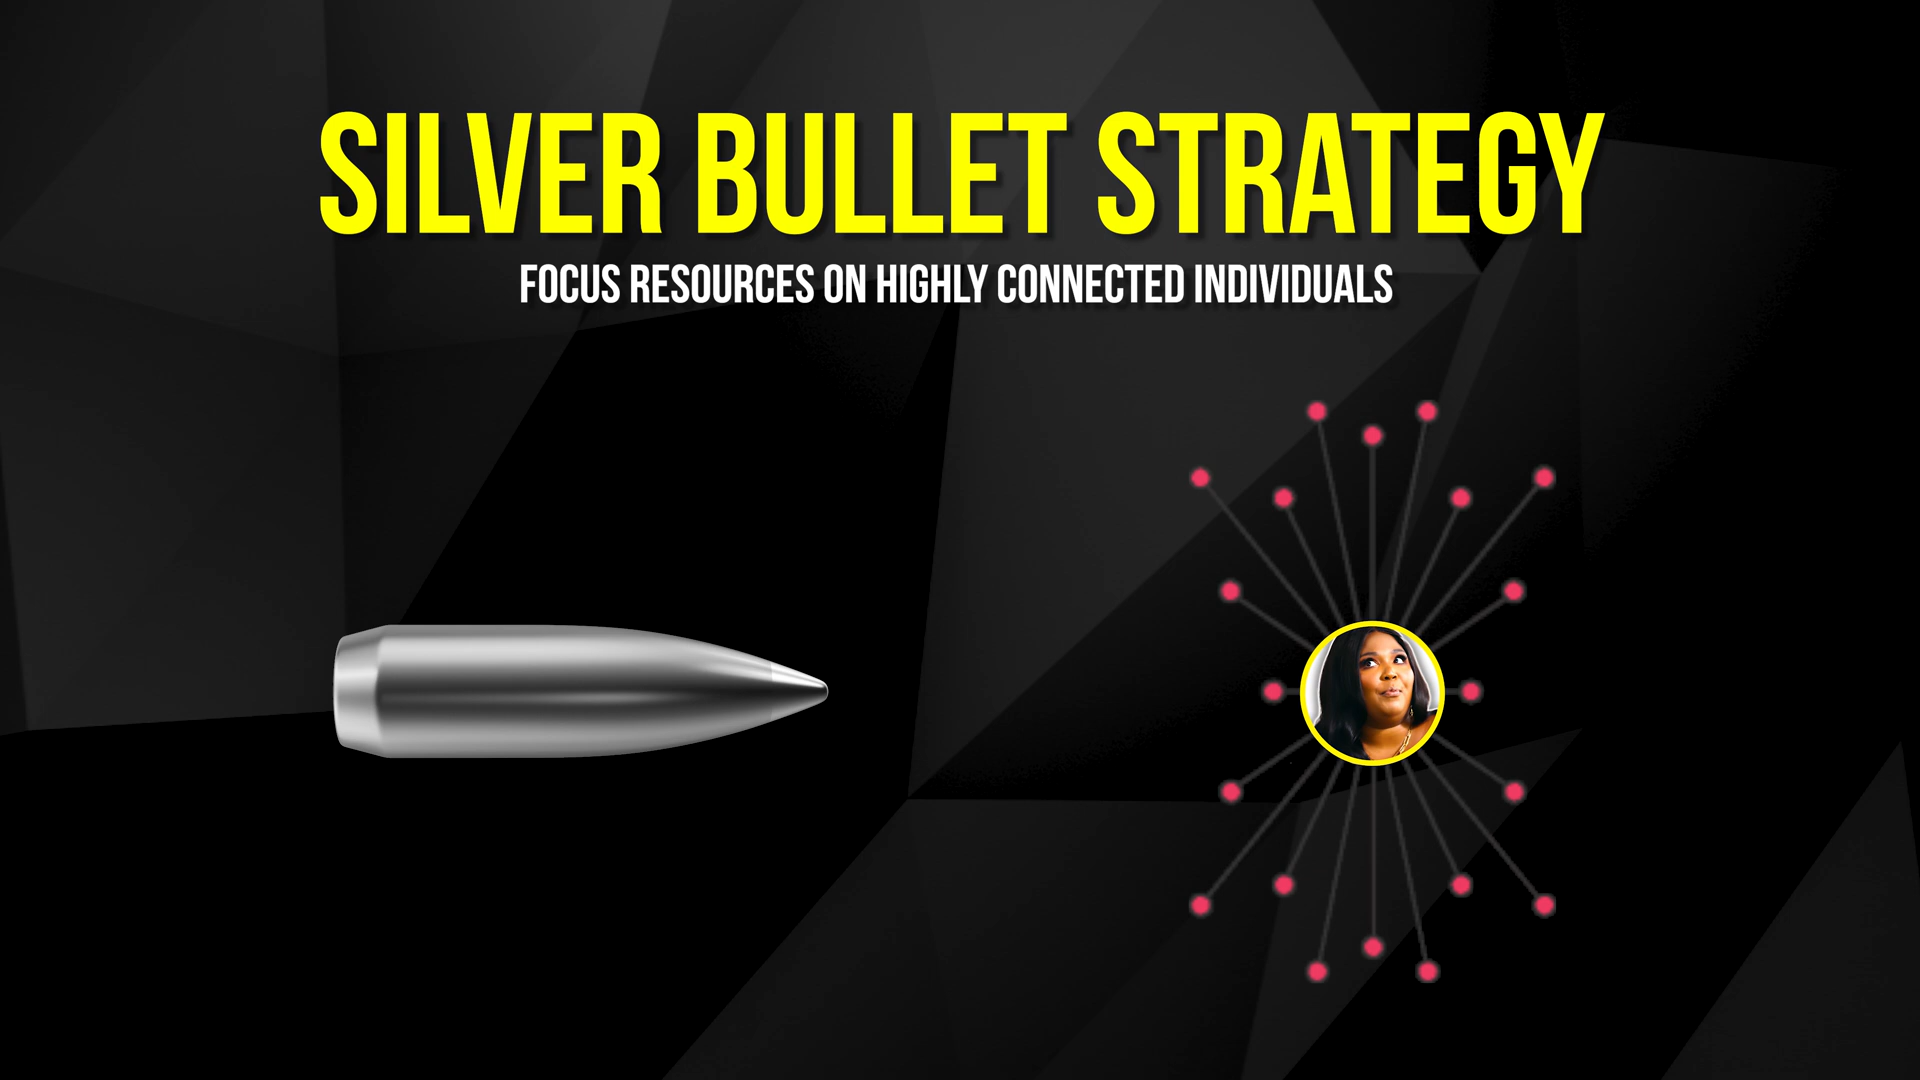 SILVER BULLET STRATEGY
FOCUS RESOURCES ON HIGHLY CONNECTED INDIVIDUALS